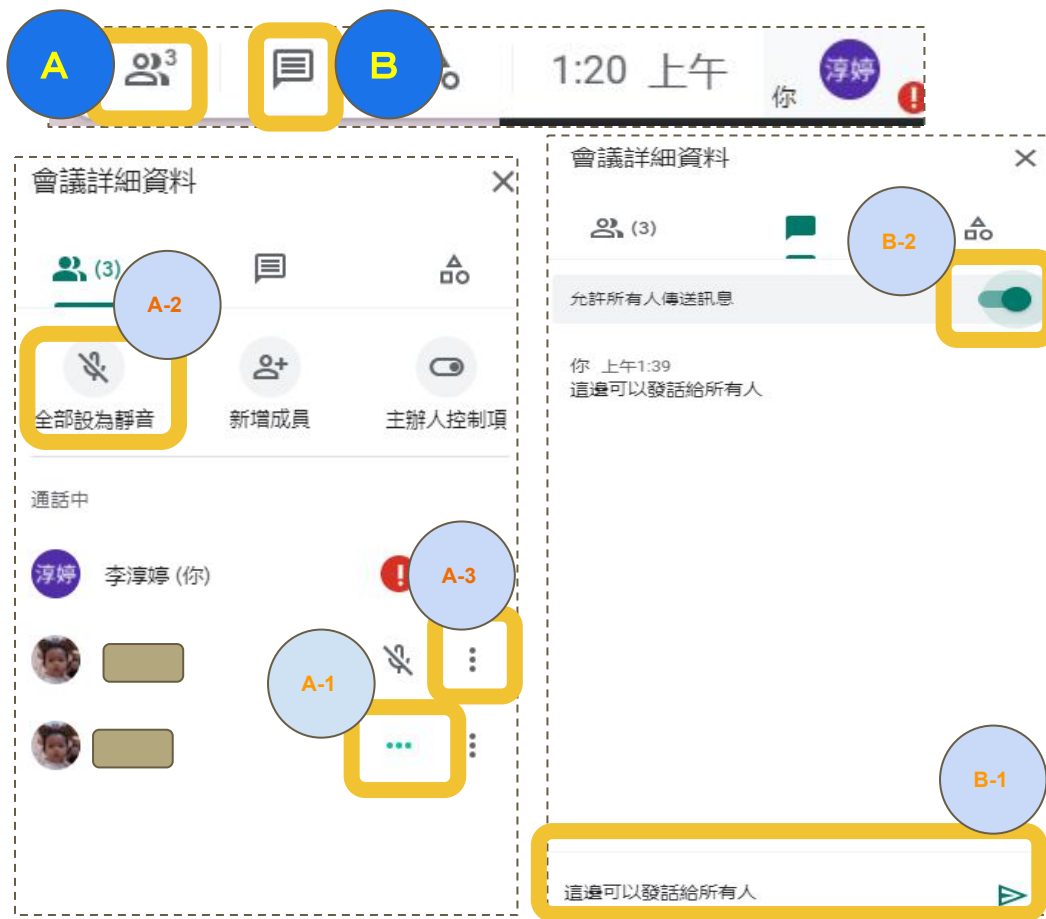 A
3
B
1:20 上午
你
淳婷
會議詳細資料
(3)
A-2
全部設為靜音
新增成員
主辦人控制項
通話中
淳婷
李淳婷 (你)
A-3
A-1
會議詳細資料
(3)
B-2
允許所有人傳送訊息
你 上午1:39
這邊可以發話給所有人
B-1
這邊可以發話給所有人